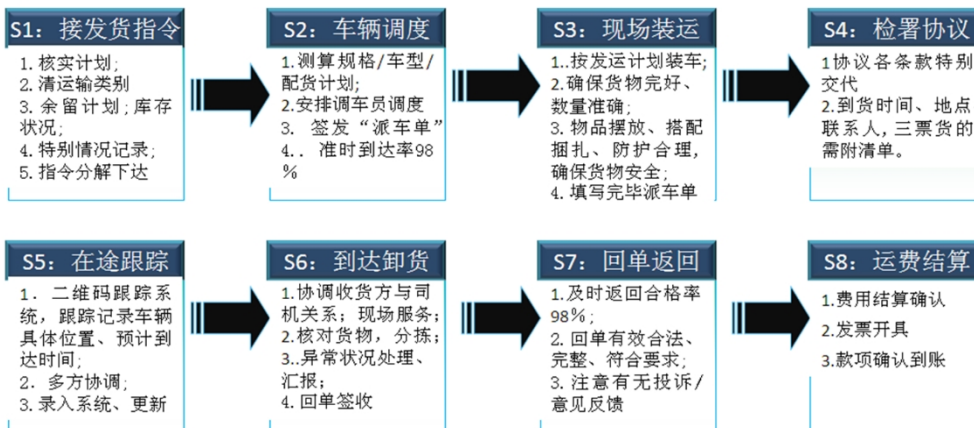 S1：接发货指令
1. 核实计划;
2.清运输类别
3. 余留计划;库存
状况;
4.特别情况记录;
5.指令分解下达
S2：车辆调度
1.测算规格/车型/
配货计划;
2.安排调车员调度
3. 签发“派车单”
4.. 准时到达率98
%
S3：现场装运
1..按发运计划装车;
2.确保货物完好、
数量准确;
3.物品摆放、搭配
捆扎、防护合理,
确保货物安全;
4.填写完毕派车单
S4：检署协议
1协议各条款特别
交代
2.到货时间、地点
联系人,三票货的
需附清单。
S5：在途跟踪
1. 二维码跟踪系
统，跟踪记录车辆
具体位置、预计到
达时间;
2. 多方协调;
3.录入系统、更新
S6：到达卸货
1.协调收货方与司
机关系；现场服务;
2.核对货物，分拣;
3..异常状况处理、
汇报;
4.回单签收
S7：回单返回
1.及时返回合格率
98%;
2.回单有效合法、
完整、符合要求;
3.注意有无投诉/
意见反馈
S8：运费结算
1.费用结算确认
2.发票开具
3.款项确认到账